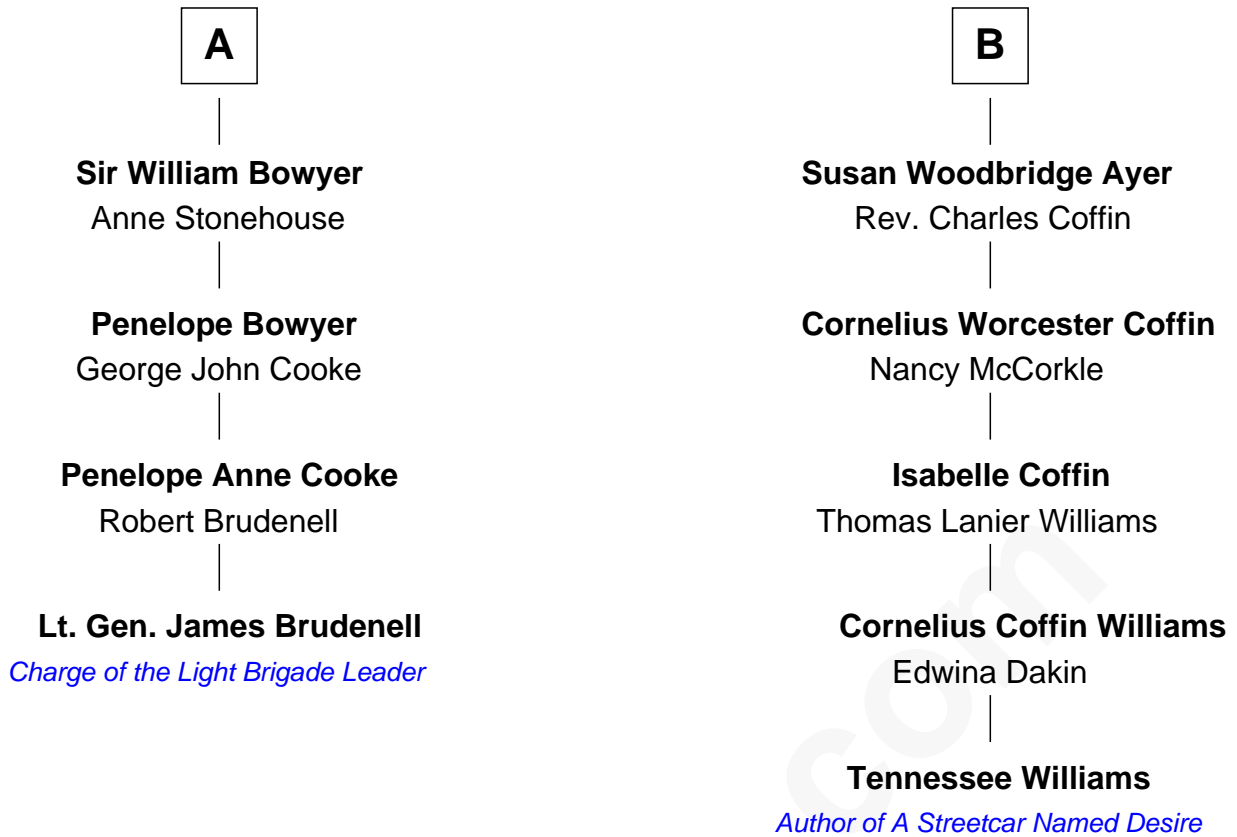 A
Sir William Bowyer
Anne Stonehouse
Penelope Bowyer
George John Cooke
Penelope Anne Cooke
Robert Brudenell
Lt. Gen. James Brudenell
Charge of the Light Brigade Leader
B
Susan Woodbridge Ayer
Rev. Charles Coffin
Cornelius Worcester Coffin
Nancy McCorkle
Isabelle Coffin
Thomas Lanier Williams
Cornelius Coffin Williams
Edwina Dakin
Tennessee Williams
Author of A Streetcar Named Desire
com